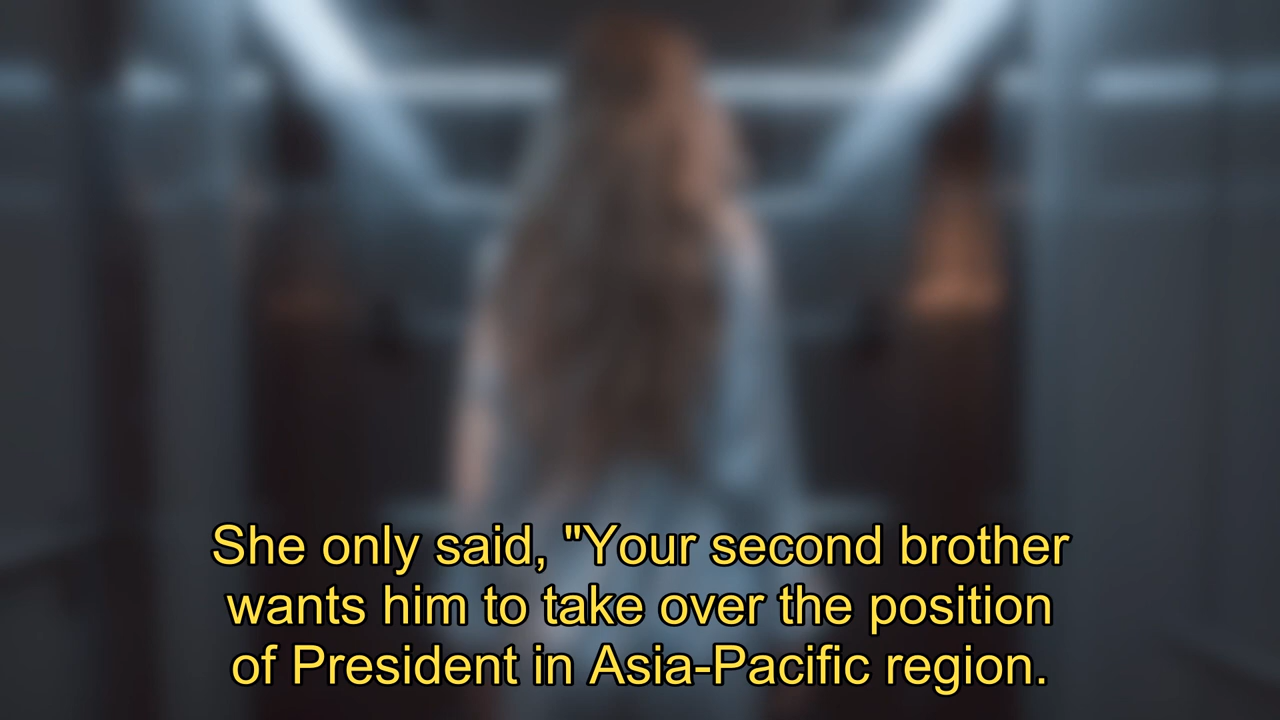 She only said, "Your second brother
wants him to take over the position
of President in Asia-Pacific region.